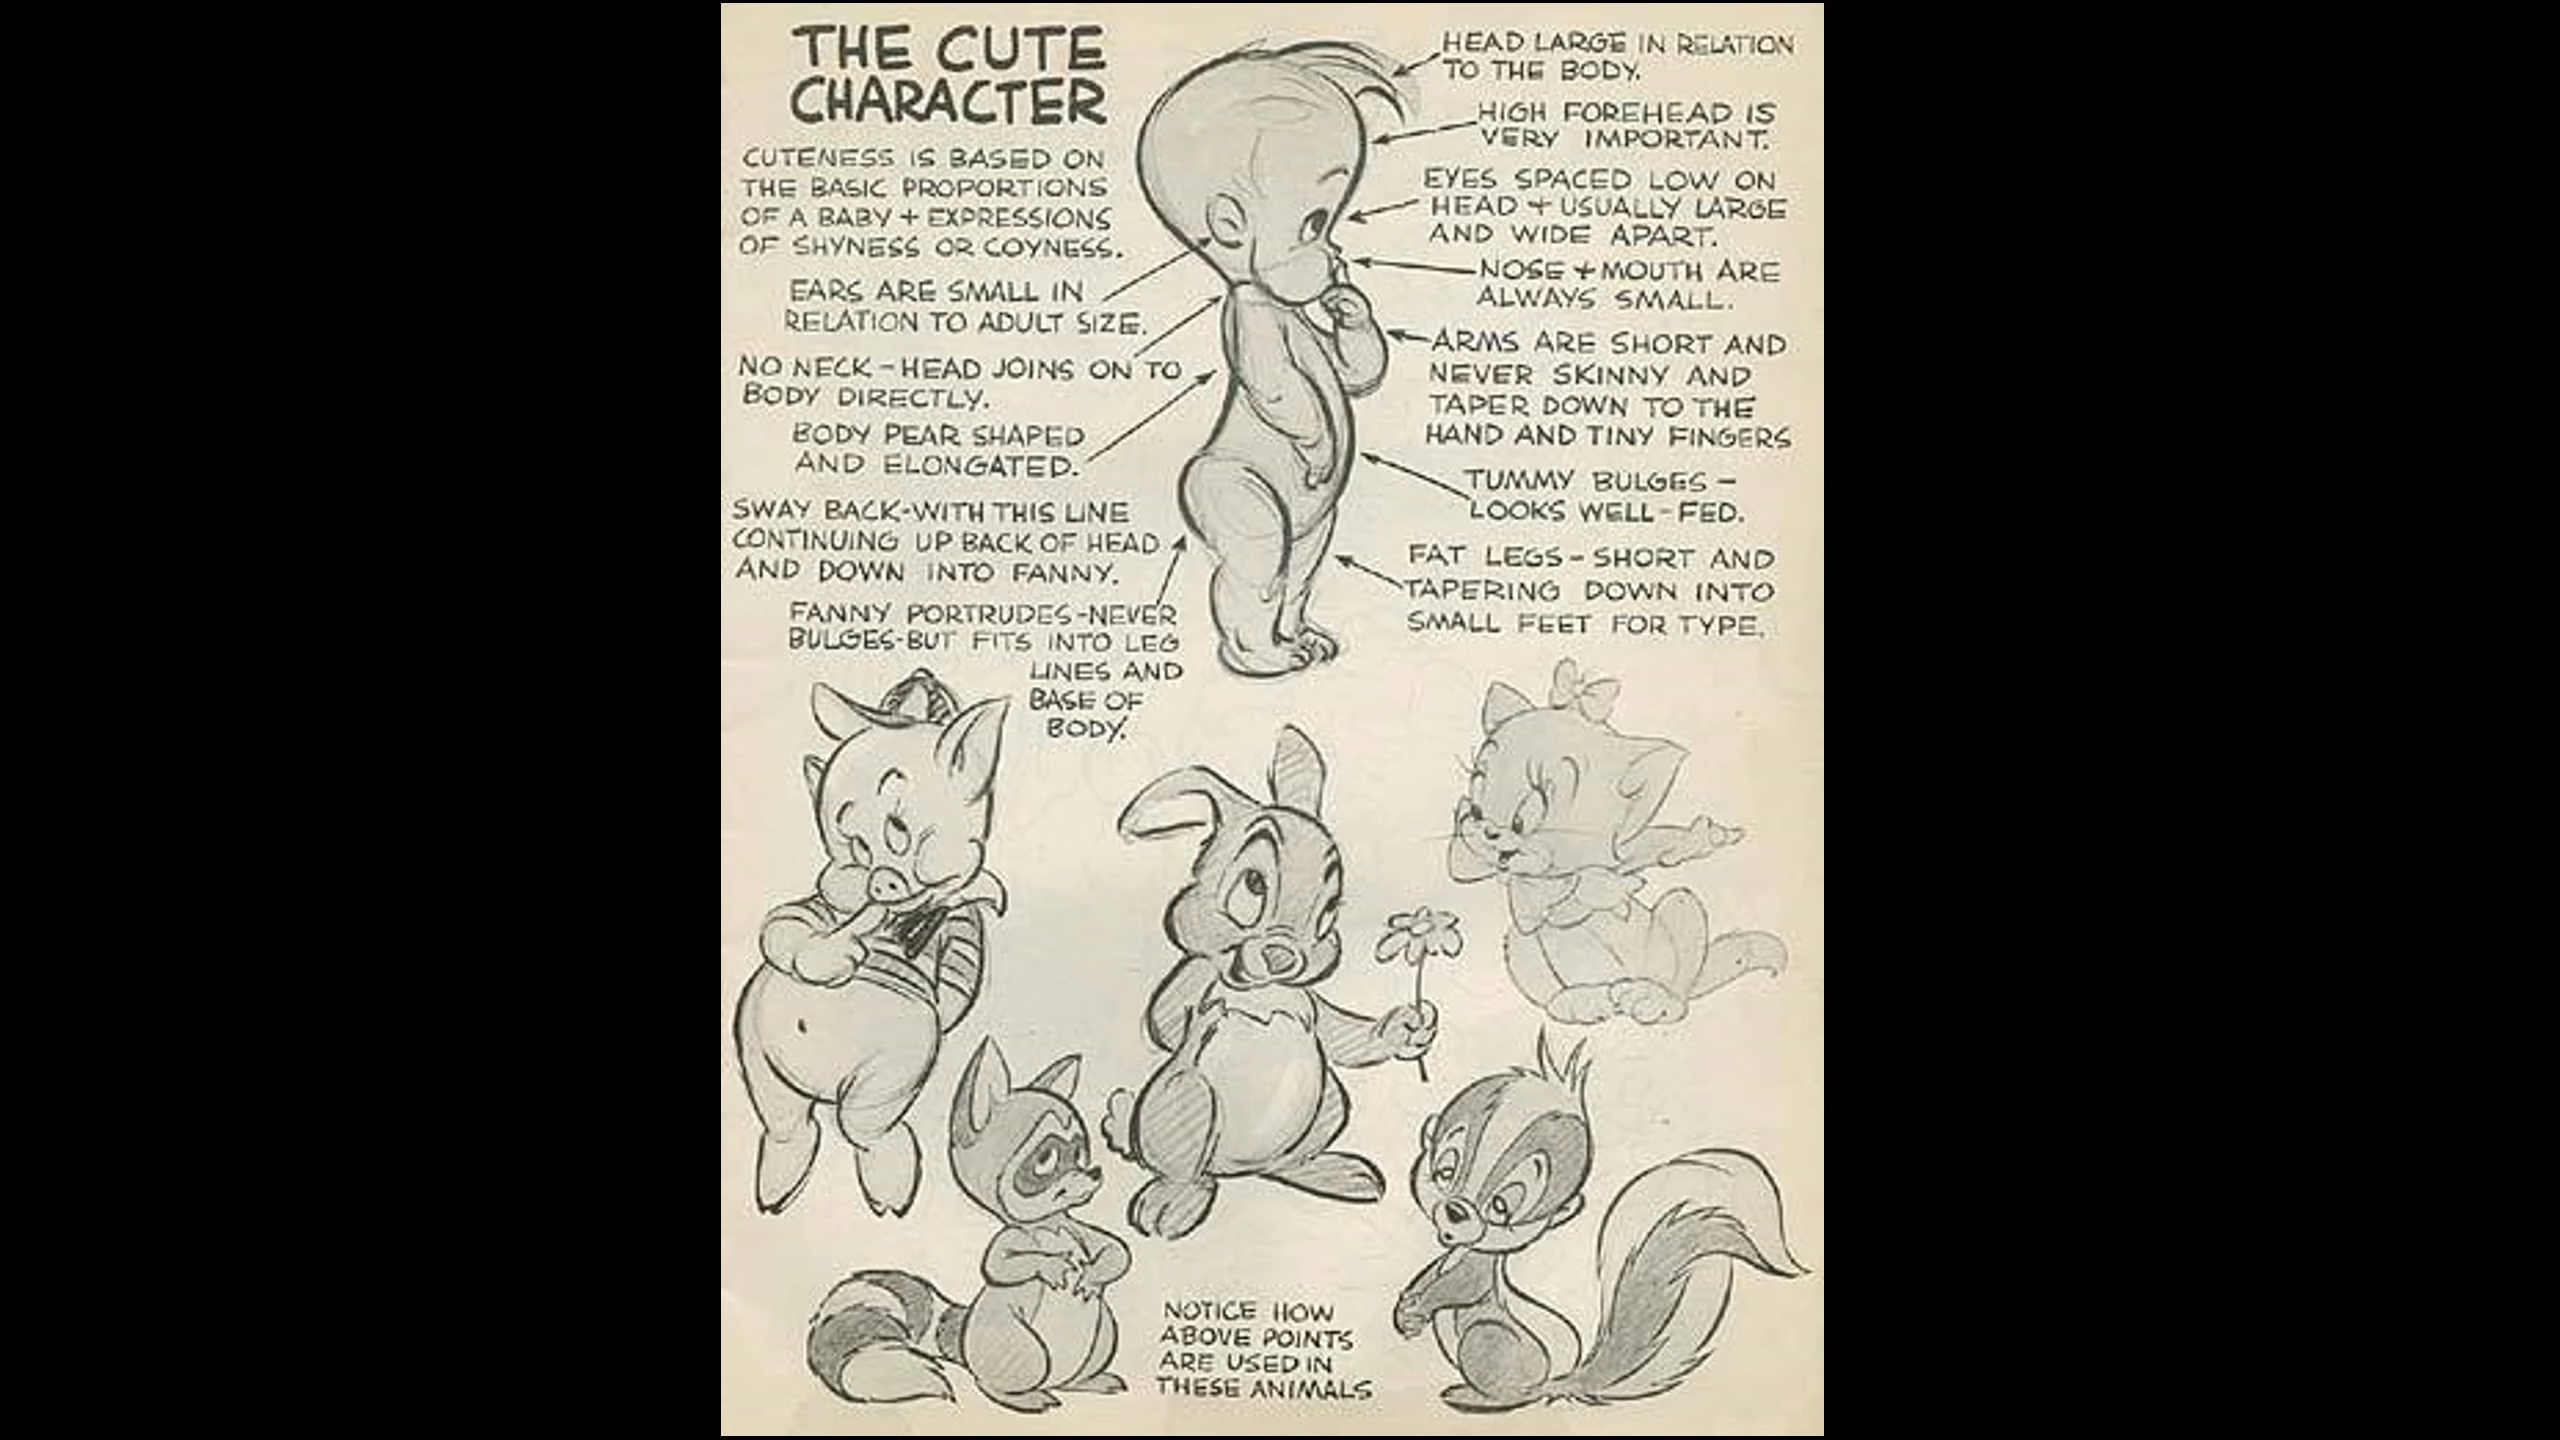 THE CUTE
CHARACTER
CUTENESS IS BASED ON
THE BASIC PROPORTIONS
OF A BABY + EXPRESSIONS
OF SHYNESS OR COYNESS.
EARS ARE SMALL IN
RELATION TO ADULT SIZE.
NO NECK - HEAD JOINS ON TO
BODY DIRECTLY.
BODY PEAR SHAPED
AND ELONGATED.
SWAY BACK-WITH THIS LINE
CONTINUING UP BACK OF HEAD
AND DOWN INTO FANNY.
FANNY PORTRUDES-NEVER
BULGES-BUT FITS INTO LEG
LINES AND
BASE OF
BODY.
HEAD LARGE IN RELATION
TO THE BODY.
HIGH FOREHEAD IS
VERY IMPORTANT.
EYES SPACED LOW ON
HEAD + USUALLY LARGE
AND WIDE APART.
NOSE + MOUTH ARE
ALWAYS SMALL.
ARMS ARE SHORT AND
NEVER SKINNY AND
TAPER DOWN TO THE
HAND AND TINY FINGERS
TUMMY BULGES -
LOOKS WELL-FED.
FAT LEGS - SHORT AND
TAPERING DOWN INTO
SMALL FEET FOR TYPE.
NOTICE HOW
ABOVE POINTS
ARE USED IN
THESE ANIMALS